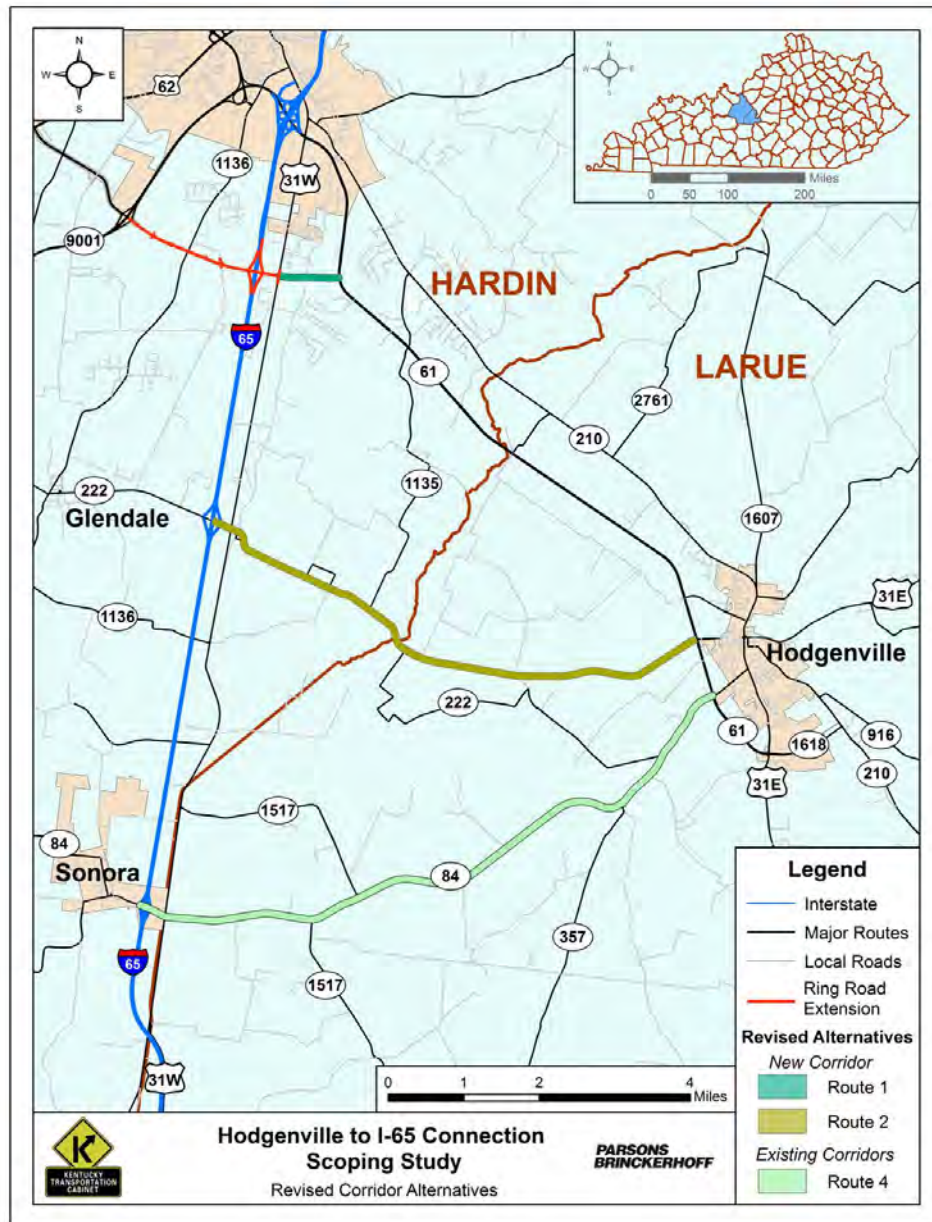 N
W
E
S
62
1136
31W
9001
N
W
E
S
Miles
0
50
100
200
HARDIN
65
61
LARUE
2761
210
222
Glendale
1135
1607
31E
1136
Hodgenville
222
61
1618
916
210
31E
1517
84
Sonora
84
65
357
1517
31W
0
1
2
4
Miles
Legend
Interstate
Major Routes
Local Roads
Ring Road
Extension
Revised Alternatives
New Corridor
Route 1
Route 2
Existing Corridors
Route 4
KENTUCKY
TRANSPORTATION
CABINET
Hodgenville to I-65 Connection
Scoping Study
Revised Corridor Alternatives
PARSONS
BRINCKERHOFF